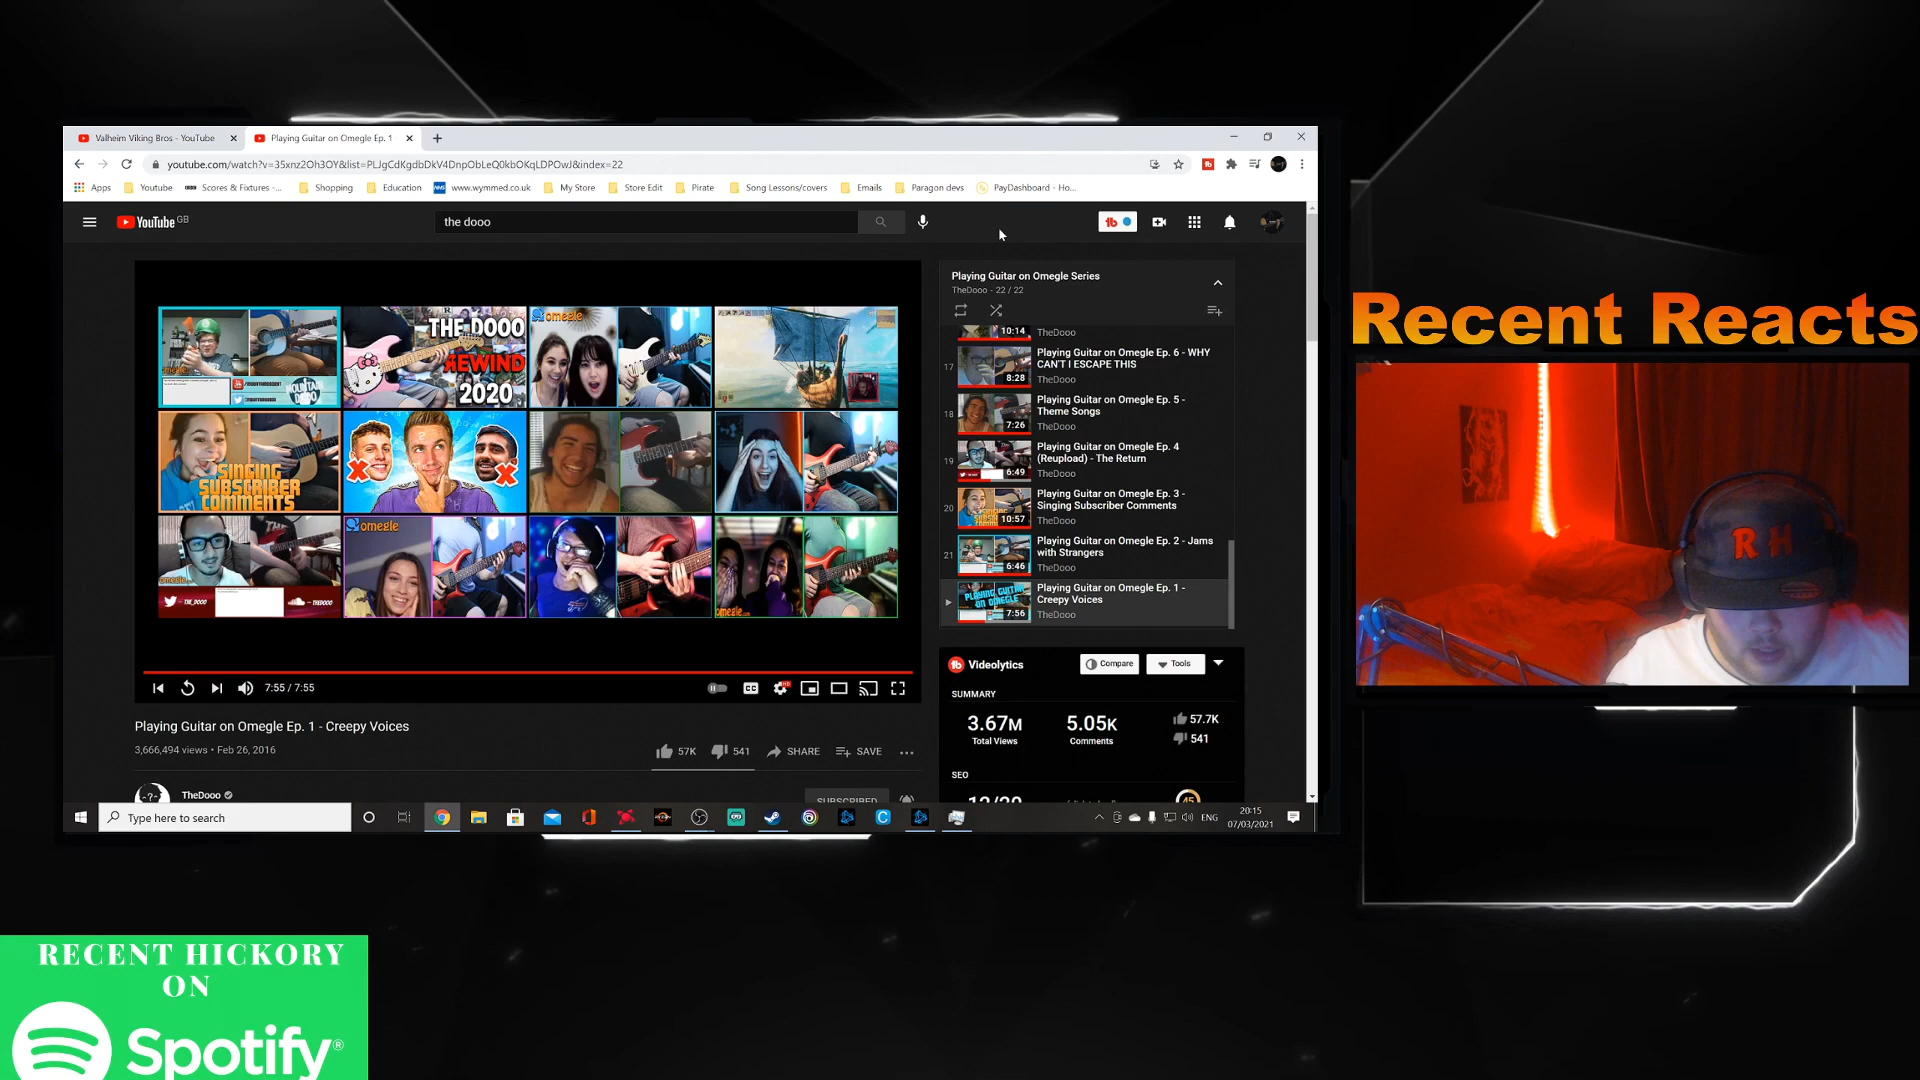 Valheim Viking Bros - YouTube
Playing Guitar on Omegle Ep. 1
youtube.com/watch?v=35xnz2Oh3OY&list=PLJgCdKgdbDkV4DnpObLeQ0kbOKqLDPOwJ&index=22
Apps
Youtube
Scores & Fixtures -...
Shopping
Education
www.wymmed.co.uk
My Store
Store Edit
Pirate
Song Lessons/covers
Emails
Paragon devs
PayDashboard - Ho...
YouTube GB
the dooo
THE DOOO
REWIND
2020
omegle
SINGING
SUBSCRIBER
COMMENTS
omegle
THE_DOOO
THEDOOO
7:55 / 7:55
Playing Guitar on Omegle Ep. 1 - Creepy Voices
3,666,494 views • Feb 26, 2016
57K
541
SHARE
SAVE
TheDooo
SUBSCRIBED
Playing Guitar on Omegle Series
TheDooo - 22 / 22
10:14
TheDooo
17
8:28
Playing Guitar on Omegle Ep. 6 - WHY
CAN'T I ESCAPE THIS
TheDooo
18
7:26
Playing Guitar on Omegle Ep. 5 -
Theme Songs
TheDooo
19
6:49
Playing Guitar on Omegle Ep. 4
(Reupload) - The Return
TheDooo
20
10:57
Playing Guitar on Omegle Ep. 3 -
Singing Subscriber Comments
TheDooo
21
6:46
Playing Guitar on Omegle Ep. 2 - Jams
with Strangers
TheDooo
PLAYING GUITAR
ON OMEGLE
7:56
Playing Guitar on Omegle Ep. 1 -
Creepy Voices
TheDooo
Videolytics
Compare
Tools
SUMMARY
3.67M
Total Views
5.05K
Comments
57.7K
541
SEO
45
Type here to search
ENG
20:15
07/03/2021
Recent Reacts
RH
RECENT HICKORY
ON
Spotify®